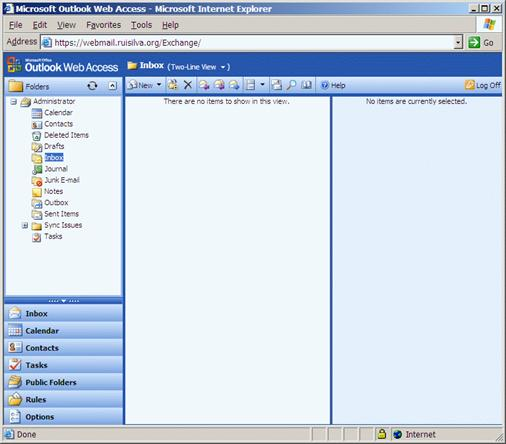 Microsoft Outlook Web Access - Microsoft Internet Explorer
File Edit View Favorites Tools Help
Address https://webmail.ruisilva.org/Exchange/ Go
Microsoft Office
Outlook Web Access
Inbox (Two-Line View)
Folders
New Help Log Off
There are no items to show in this view.
No items are currently selected.
Administrator
Calendar
Contacts
Deleted Items
Drafts
Inbox
Journal
Junk E-mail
Notes
Outbox
Sent Items
Sync Issues
Tasks
Inbox
Calendar
Contacts
Tasks
Public Folders
Rules
Options
Done Internet